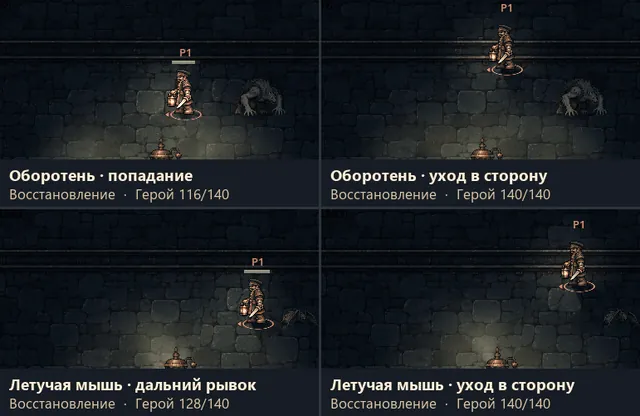 P1
Оборотень · попадание
Восстановление · Герой 116/140
P1
Оборотень · уход в сторону
Восстановление · Герой 140/140
P1
Летучая мышь · дальний рывок
Восстановление · Герой 128/140
P1
Летучая мышь · уход в сторону
Восстановление · Герой 140/140